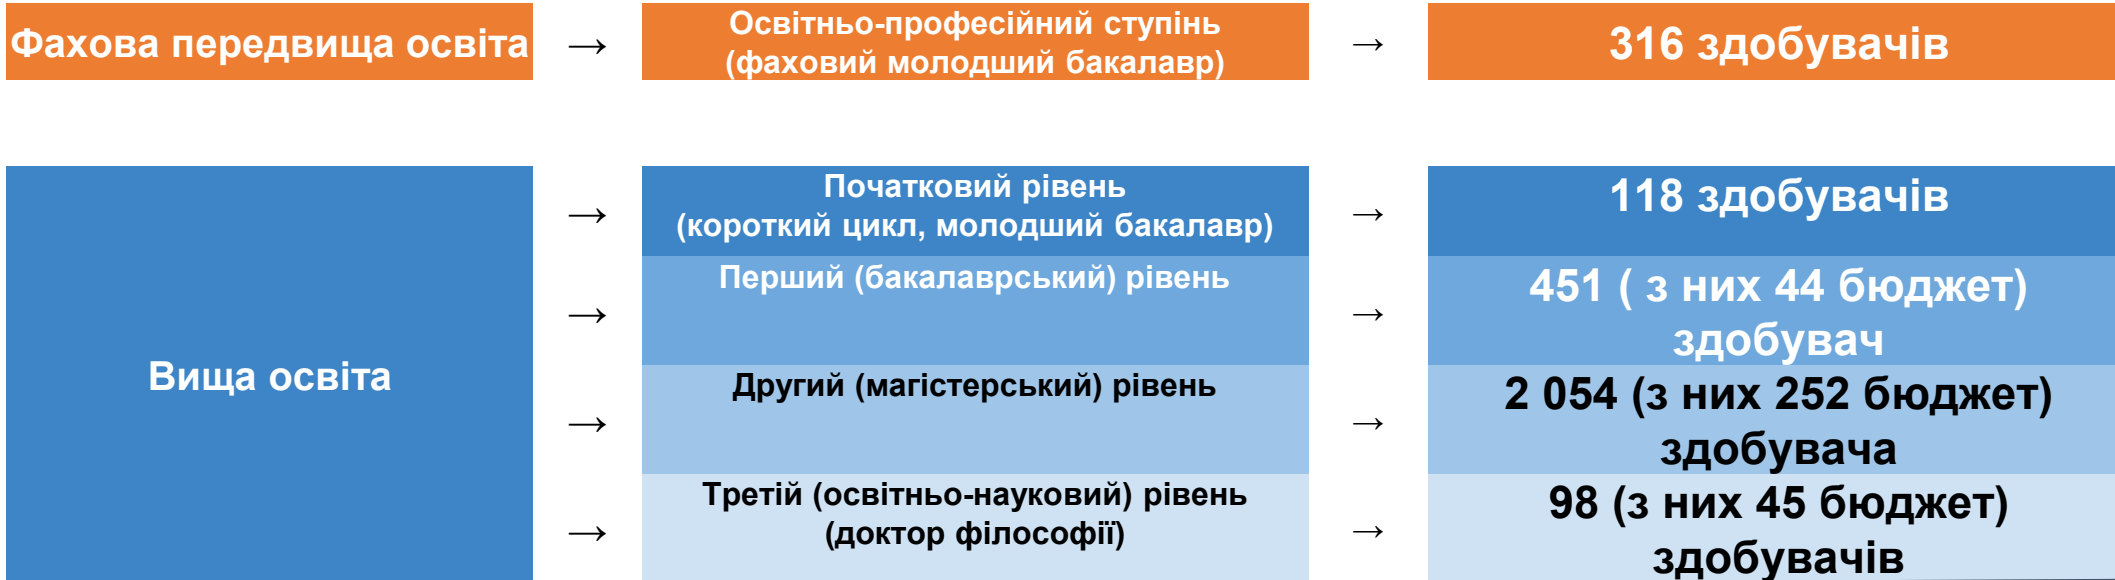 Фахова передвища освіта → Освітньо-професійний ступінь → 316 здобувачів
(фаховий молодший бакалавр)
Вища освіта
→ Початковий рівень → 118 здобувачів
(короткий цикл, молодший бакалавр)
→ Перший (бакалаврський) рівень → 451 ( з них 44 бюджет)
здобувач
→ Другий (магістерський) рівень → 2 054 (з них 252 бюджет)
здобувача
→ Третій (освітньо-науковий) рівень → 98 (з них 45 бюджет)
(доктор філософії) здобувачів